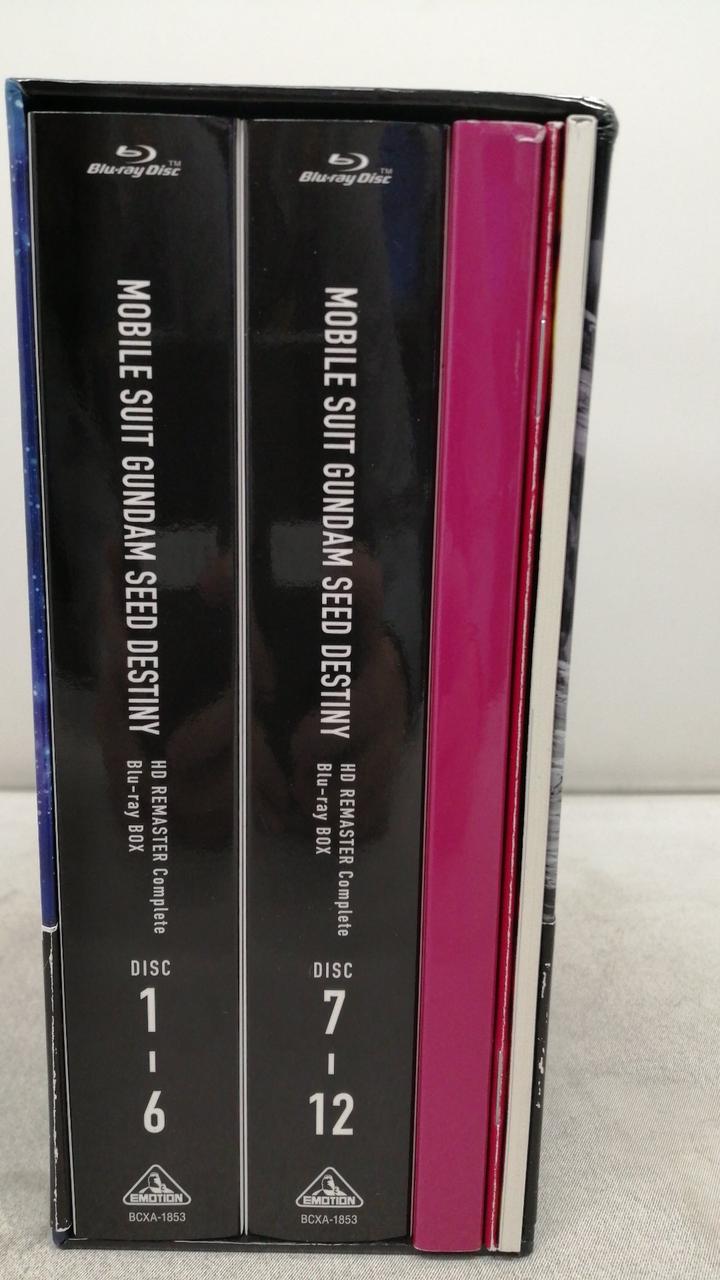 Blu-ray Disc™
MOBILE SUIT GUNDAM SEED DESTINY
HD REMASTER Complete
Blu-ray BOX
DISC
1
-
6
EMOTION
BCXA-1853
Blu-ray Disc™
MOBILE SUIT GUNDAM SEED DESTINY
HD REMASTER Complete
Blu-ray BOX
DISC
7
-
12
EMOTION
BCXA-1853